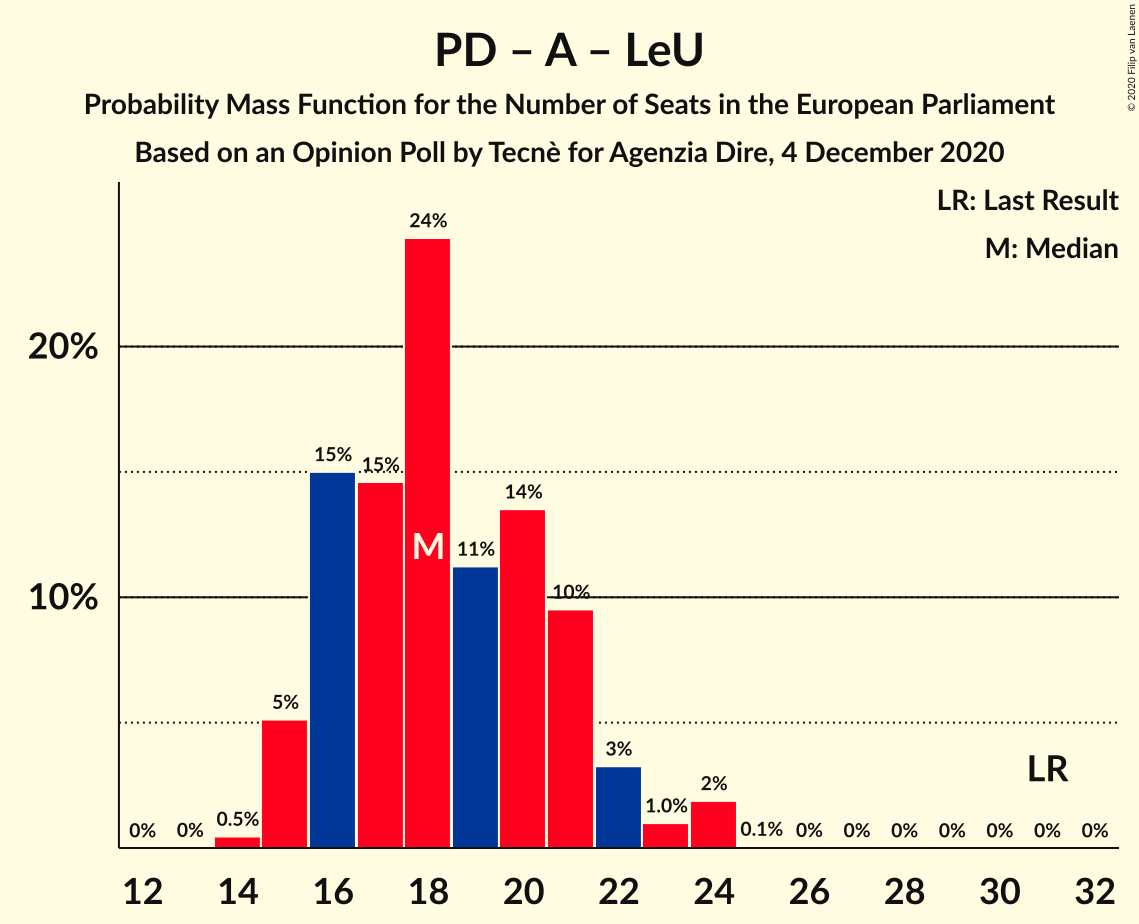 PD – A – LeU
Probability Mass Function for the Number of Seats in the European Parliament
Based on an Opinion Poll by Tecnè for Agenzia Dire, 4 December 2020
© 2020 Filip van Laenen
LR: Last Result
M: Median
20%
10%
0% 0% 0.5% 5% 15% 15% 24% 11% 14% 10% 3% 1.0% 2% 0.1% 0% 0% 0% 0% 0% 0% 0%
M
LR
12 14 16 18 20 22 24 26 28 30 32